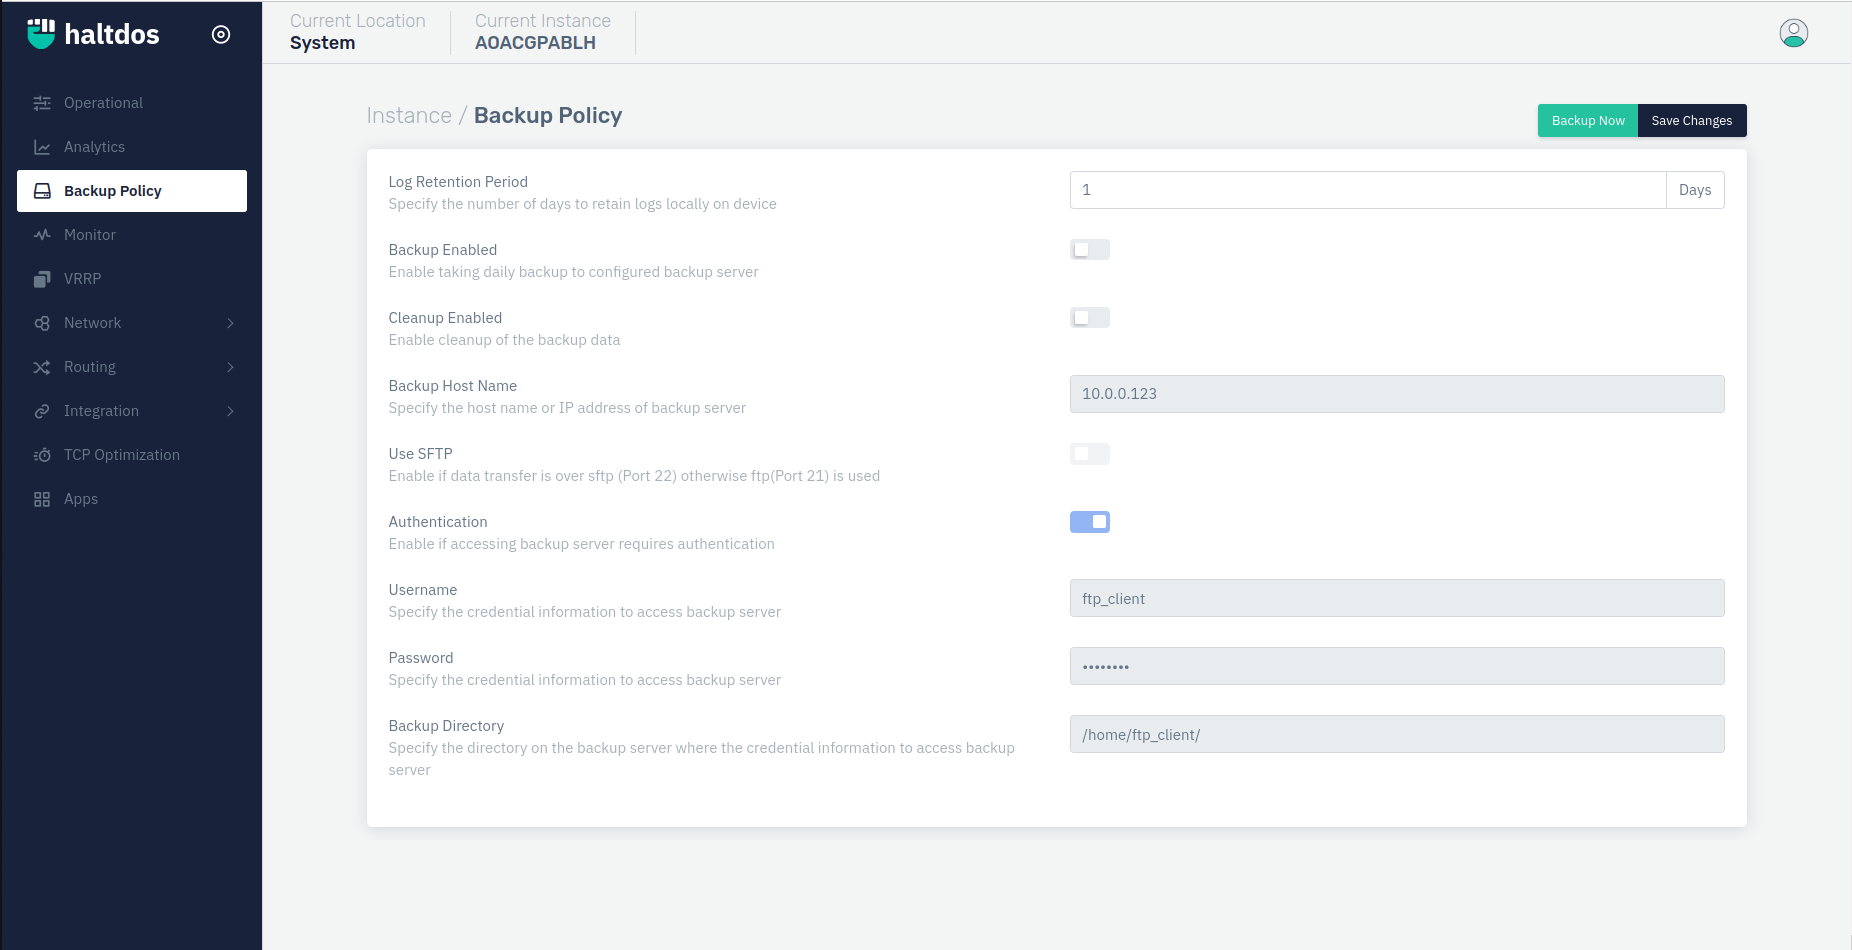 haltdos
Current Location
System
Current Instance
AOACGPABLH
Operational
Analytics
Backup Policy
Monitor
VRRP
Network
Routing
Integration
TCP Optimization
Apps
Instance / Backup Policy
Backup Now
Save Changes
Log Retention Period
Specify the number of days to retain logs locally on device
1
Days
Backup Enabled
Enable taking daily backup to configured backup server
Cleanup Enabled
Enable cleanup of the backup data
Backup Host Name
Specify the host name or IP address of backup server
10.0.0.123
Use SFTP
Enable if data transfer is over sftp (Port 22) otherwise ftp(Port 21) is used
Authentication
Enable if accessing backup server requires authentication
Username
Specify the credential information to access backup server
ftp_client
Password
Specify the credential information to access backup server
••••••••
Backup Directory
Specify the directory on the backup server where the credential information to access backup
server
/home/ftp_client/